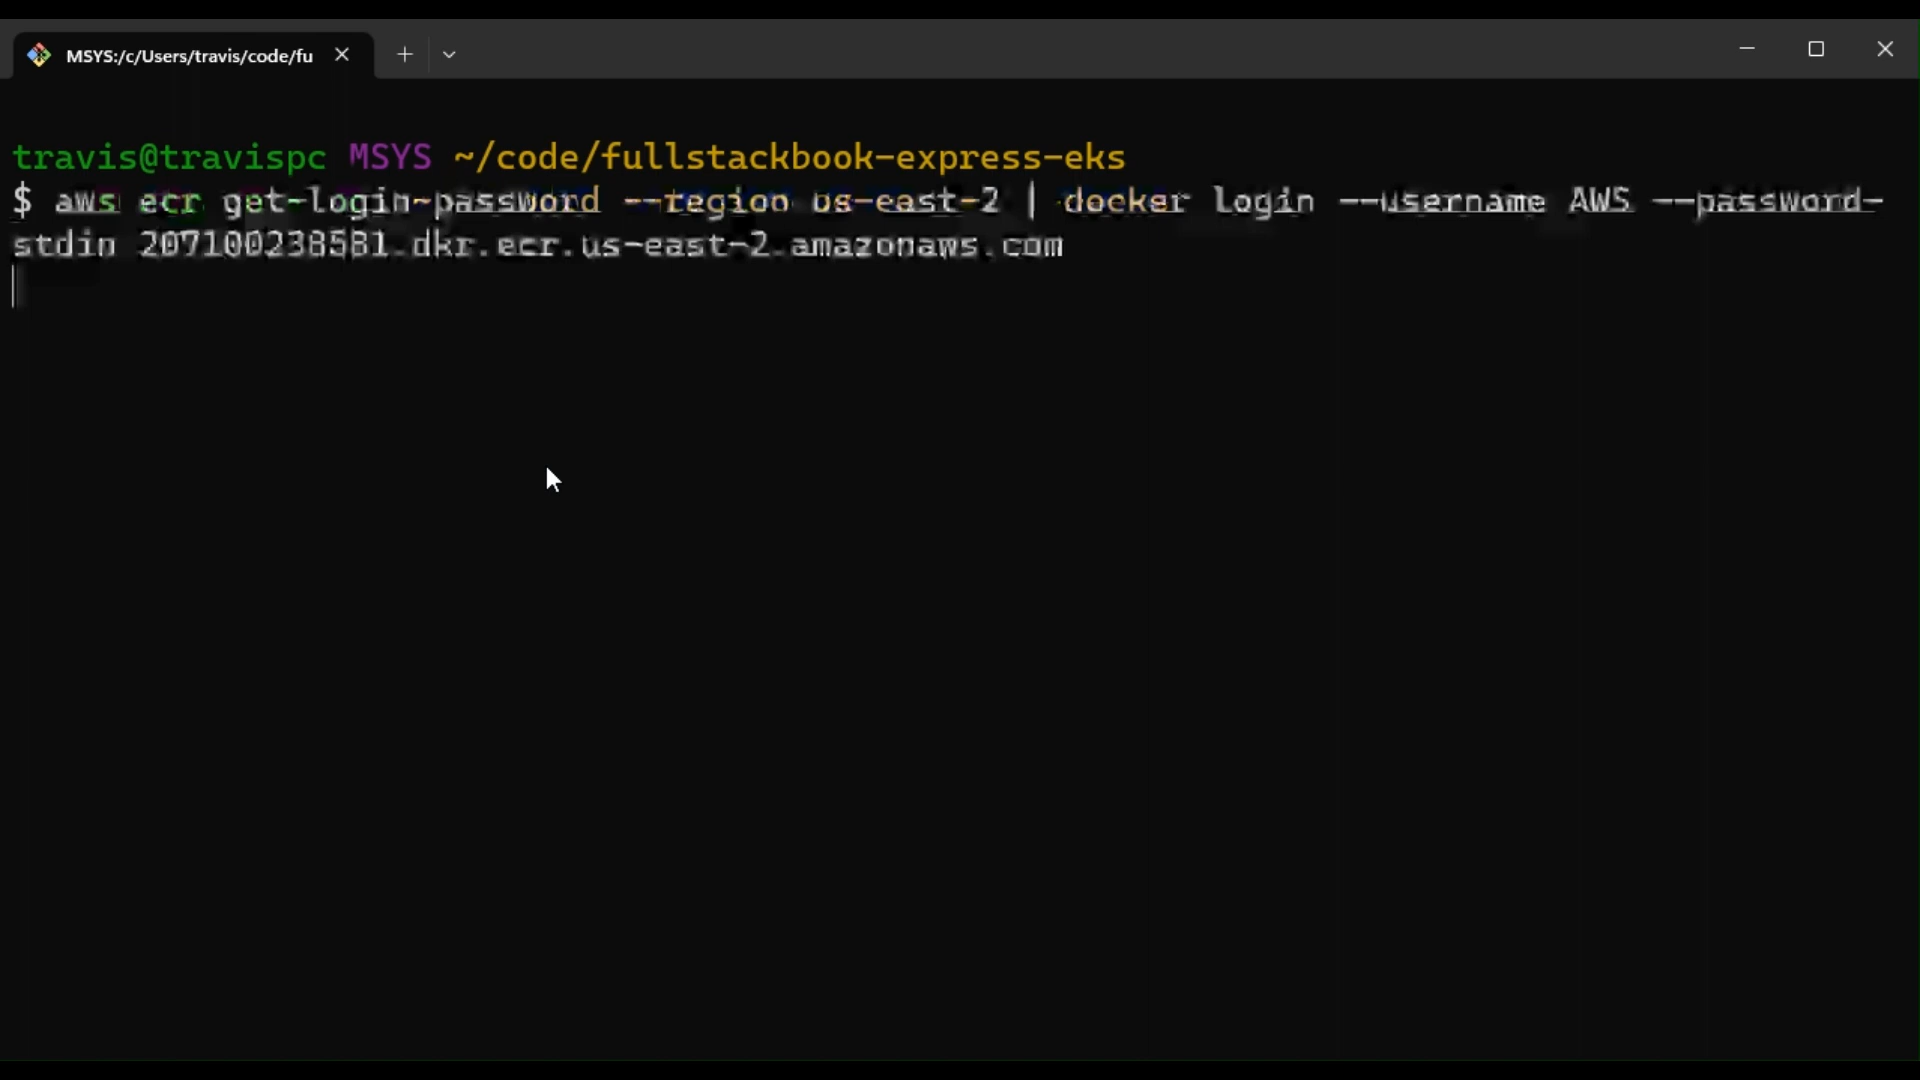 MSYS:/c/Users/travis/code/fu
travis@travispc MSYS ~/code/fullstackbook-express-eks
$ aws ecr get-login-password --region us-east-2 | docker login --username AWS --password-
stdin 207100238581.dkr.ecr.us-east-2.amazonaws.com